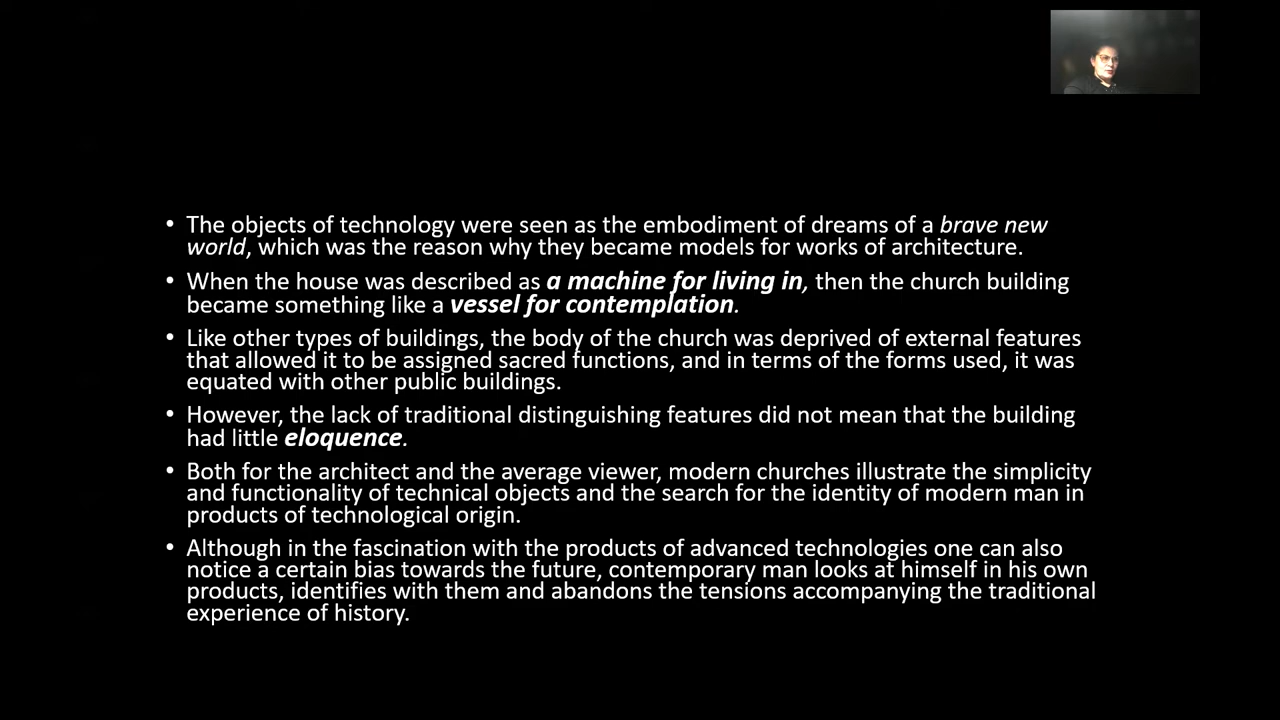 • The objects of technology were seen as the embodiment of dreams of a brave new
world, which was the reason why they became models for works of architecture.
• When the house was described as a machine for living in, then the church building
became something like a vessel for contemplation.
• Like other types of buildings, the body of the church was deprived of external features
that allowed it to be assigned sacred functions, and in terms of the forms used, it was
equated with other public buildings.
• However, the lack of traditional distinguishing features did not mean that the building
had little eloquence.
• Both for the architect and the average viewer, modern churches illustrate the simplicity
and functionality of technical objects and the search for the identity of modern man in
products of technological origin.
• Although in the fascination with the products of advanced technologies one can also
notice a certain bias towards the future, contemporary man looks at himself in his own
products, identifies with them and abandons the tensions accompanying the traditional
experience of history.